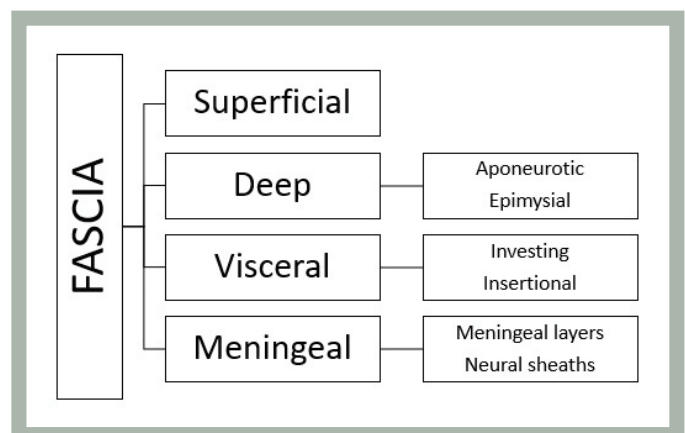 FASCIA
Superficial
Deep
Aponeurotic
Epimysial
Visceral
Investing
Insertional
Meningeal
Meningeal layers
Neural sheaths